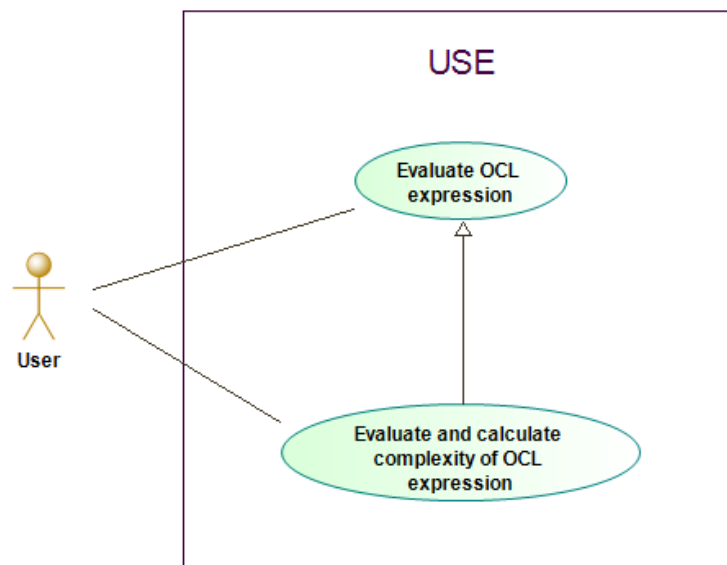 USE
Evaluate OCL
expression
User
Evaluate and calculate
complexity of OCL
expression